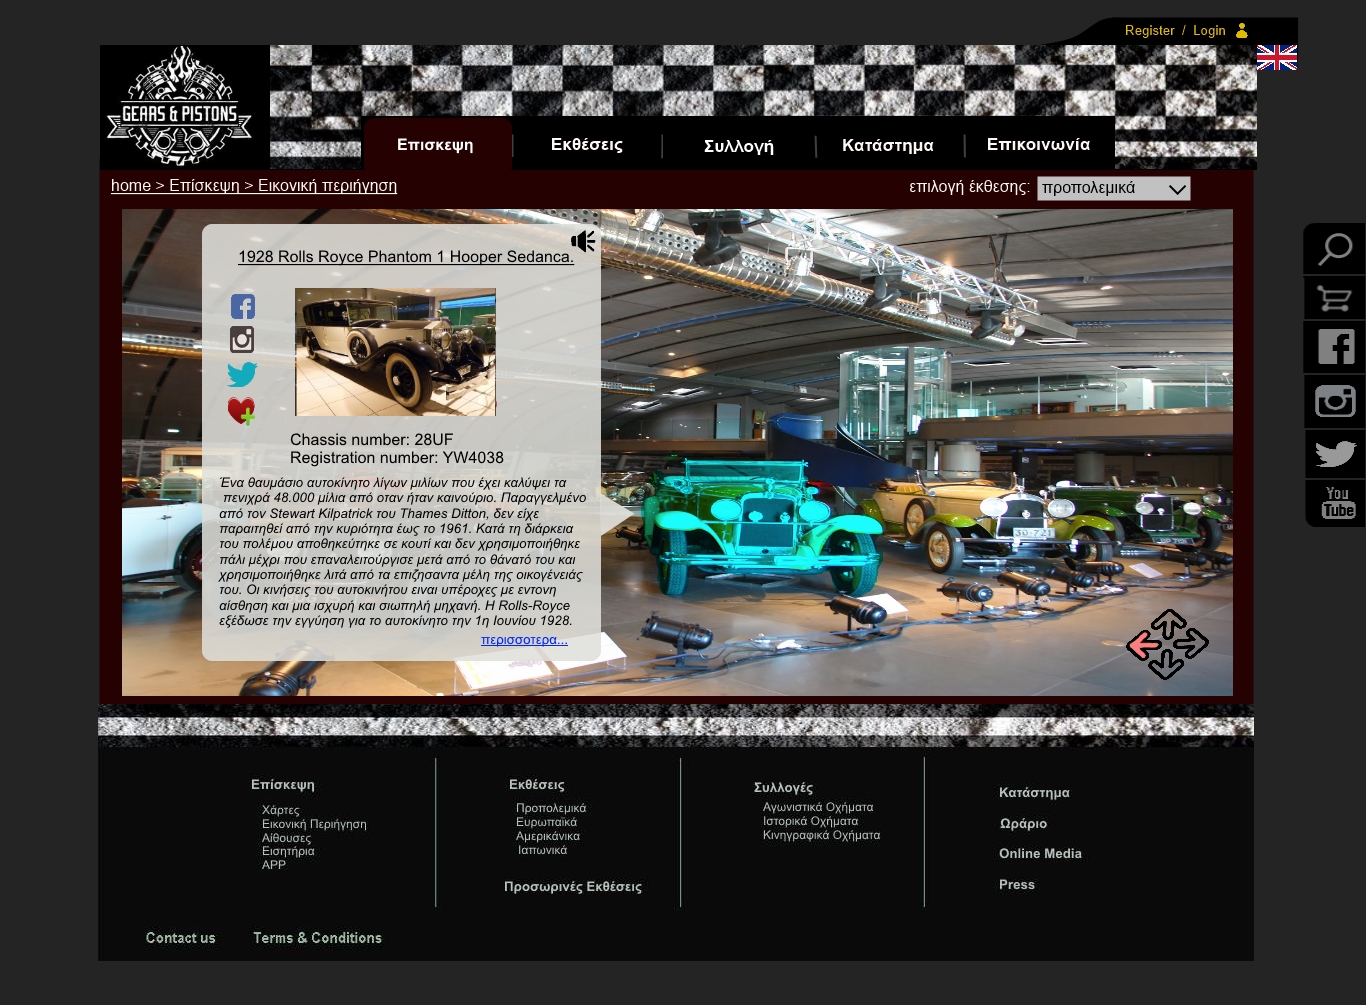 Register / Login
GEARS & PISTONS
Επισκεψη
Εκθέσεις
Συλλογή
Κατάστημα
Επικοινωνία
home > Επίσκεψη > Εικονική περιήγηση
επιλογή έκθεσης: προπολεμικά
1928 Rolls Royce Phantom 1 Hooper Sedanca.
Chassis number: 28UF
Registration number: YW4038
Ένα θαυμάσιο αυτοκίνητο λίγων μιλίων που έχει καλύψει τα
πενιχρά 48.000 μίλια από οταν ήταν καινούριο. Παραγγελμένο
από τον Stewart Kilpatrick του Thames Ditton, δεν είχε
παραιτηθεί από την κυριότητα έως το 1961. Κατά τη διάρκεια
του πολέμου αποθηκεύτηκε σε κουτί και δεν χρησιμοποιήθηκε
πάλι μέχρι που επαναλειτούργισε μετά από το θάνατό του και
χρησιμοποιήθηκε λιτά από τα επιζησαντα μέλη της οικογένειάς
του. Οι κινήσεις του αυτοκινήτου ειναι υπέροχες με εντονη
αίσθηση και μια ισχυρή και σιωπηλή μηχανή. Η Rolls-Royce
εξέδωσε την εγγύηση για το αυτοκίνητο την 1η Ιουνίου 1928.
περισσοτερα...
You
Tube
Επίσκεψη
Χάρτες
Εικονική Περιήγηση
Αίθουσες
Εισητήρια
APP
Εκθέσεις
Προπολεμικά
Ευρωπαϊκά
Αμερικάνικα
Ιαπωνικά
Προσωρινές Εκθέσεις
Συλλογές
Αγωνιστικά Οχήματα
Ιστορικά Οχήματα
Κινηγραφικά Οχήματα
Κατάστημα
Ωράριο
Online Media
Press
Contact us
Terms & Conditions